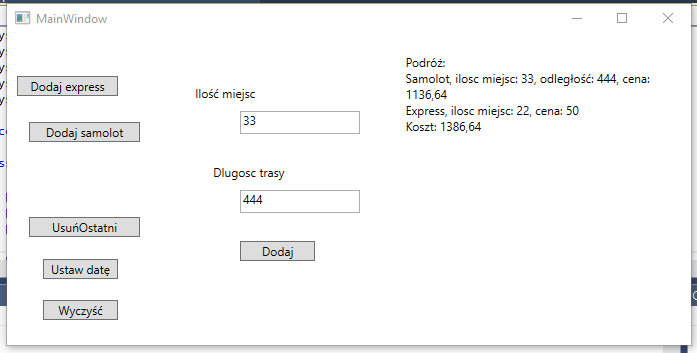 MainWindow
Dodaj express
Dodaj samolot
UsuńOstatni
Ustaw datę
Wyczyść
Ilość miejsc
33
Dlugosc trasy
444
Dodaj
Podróż:
Samolot, ilosc miejsc: 33, odległość: 444, cena:
1136,64
Express, ilosc miejsc: 22, cena: 50
Koszt: 1386,64